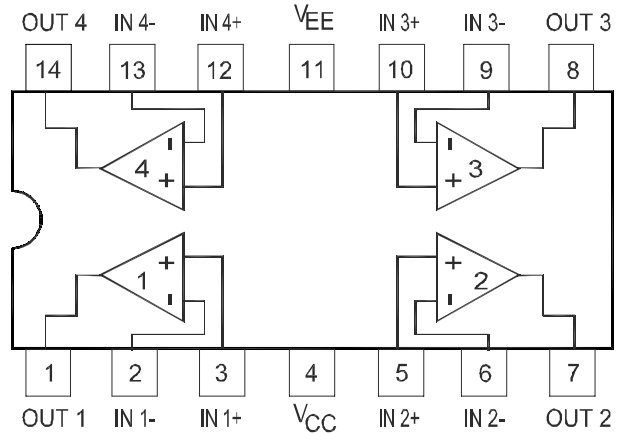 OUT 4 IN 4- IN 4+ VEE IN 3+ IN 3- OUT 3
14 13 12 11 10 9 8
- -
4 3
+ +
+ +
1 2
- -
1 2 3 4 5 6 7
OUT 1 IN 1- IN 1+ VCC IN 2+ IN 2- OUT 2